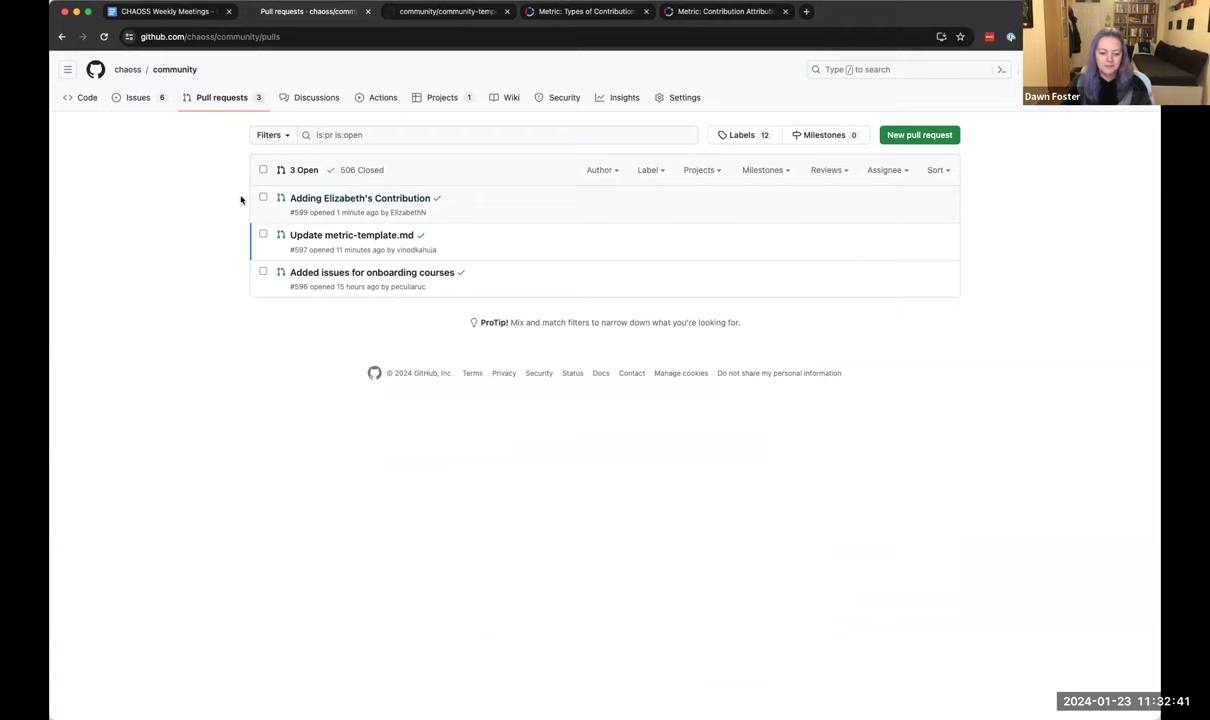 CHAOSS Weekly Meetings -
Pull requests · chaoss/comm
community/community-temp
Metric: Types of Contribution
Metric: Contribution Attributi
github.com/chaoss/community/pulls
chaoss / community
Type / to search
Code
Issues 6
Pull requests 3
Discussions
Actions
Projects 1
Wiki
Security
Insights
Settings
Dawn Foster
Filters
is:pr is:open
Labels 12
Milestones 0
New pull request
3 Open
506 Closed
Author
Label
Projects
Milestones
Reviews
Assignee
Sort
Adding Elizabeth's Contribution
#599 opened 1 minute ago by ElizabethN
Update metric-template.md
#597 opened 11 minutes ago by vinodkahuja
Added issues for onboarding courses
#596 opened 15 hours ago by peculiaruc
ProTip! Mix and match filters to narrow down what you're looking for.
© 2024 GitHub, Inc.
Terms
Privacy
Security
Status
Docs
Contact
Manage cookies
Do not share my personal information
2024-01-23 11:32:41